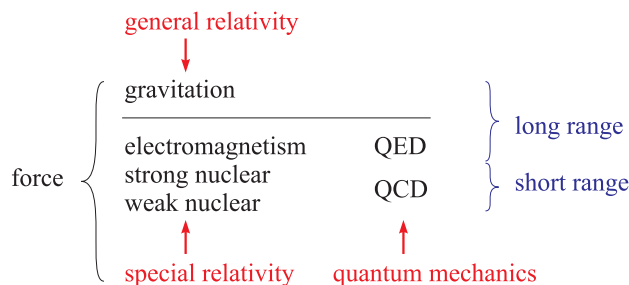 general relativity
gravitation
electromagnetism QED
long range
force
strong nuclear
QCD
short range
weak nuclear
special relativity quantum mechanics